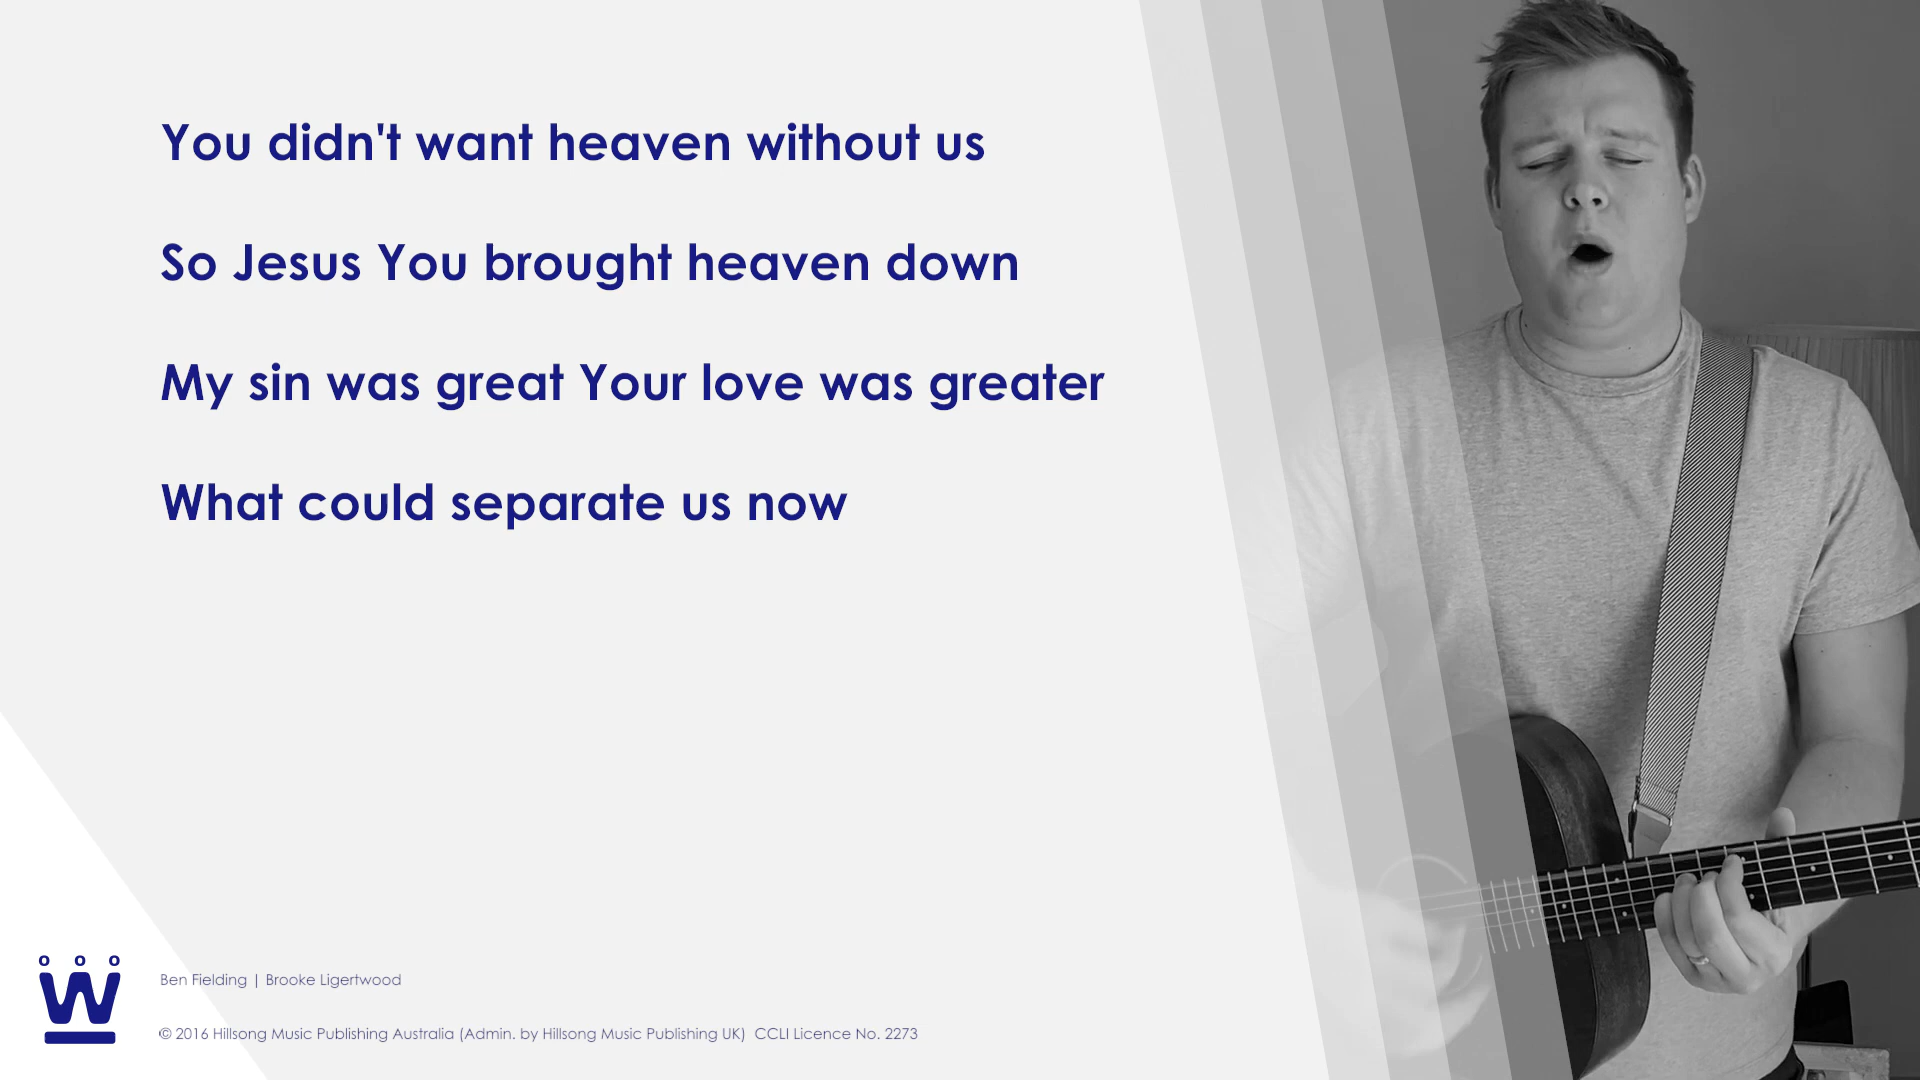 You didn't want heaven without us
So Jesus You brought heaven down
My sin was great Your love was greater
What could separate us now
W
Ben Fielding | Brooke Ligertwood
© 2016 Hillsong Music Publishing Australia (Admin. by Hillsong Music Publishing UK)  CCLI Licence No. 2273